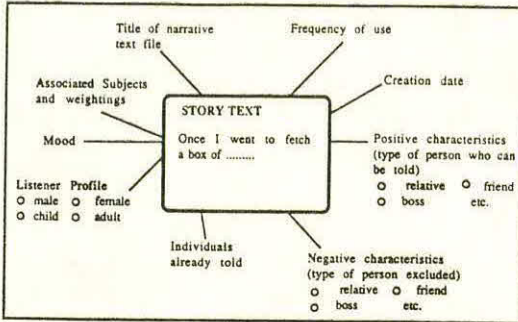 Title of narrative
text file
Frequency of use
Associated Subjects
and weightings
Creation date
STORY TEXT
Once I went to fetch
a box of .........
Mood
Positive characteristics
(type of person who can
be told)
o relative o friend
o boss etc.
Listener Profile
o male o female
o child o adult
Individuals
already told
Negative characteristics
(type of person excluded)
o relative o friend
o boss etc.